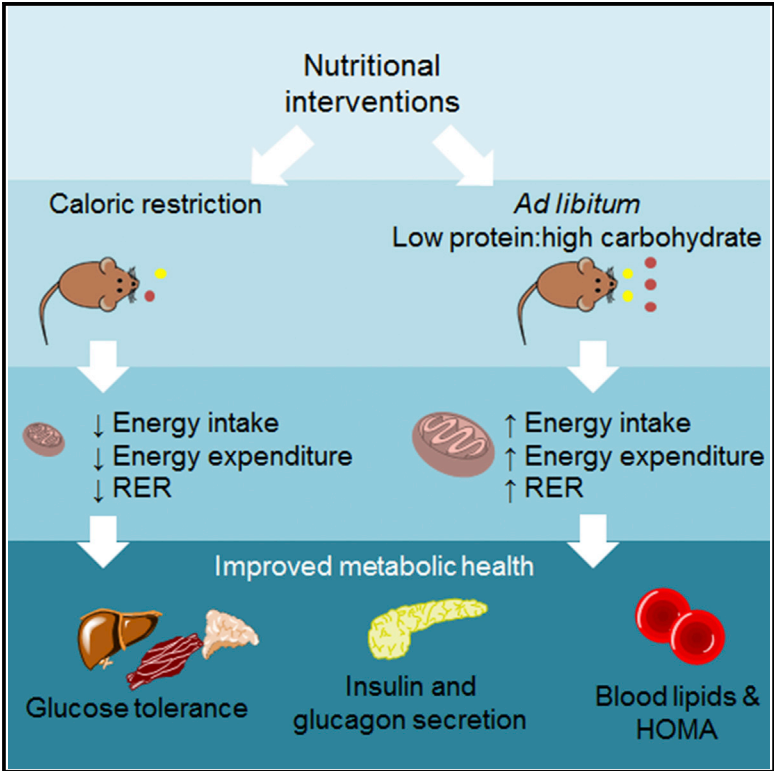 Nutritional
interventions
Caloric restriction
Ad libitum
Low protein:high carbohydrate
↓ Energy intake
↓ Energy expenditure
↓ RER
↑ Energy intake
↑ Energy expenditure
↑ RER
Improved metabolic health
Glucose tolerance
Insulin and
glucagon secretion
Blood lipids &
HOMA